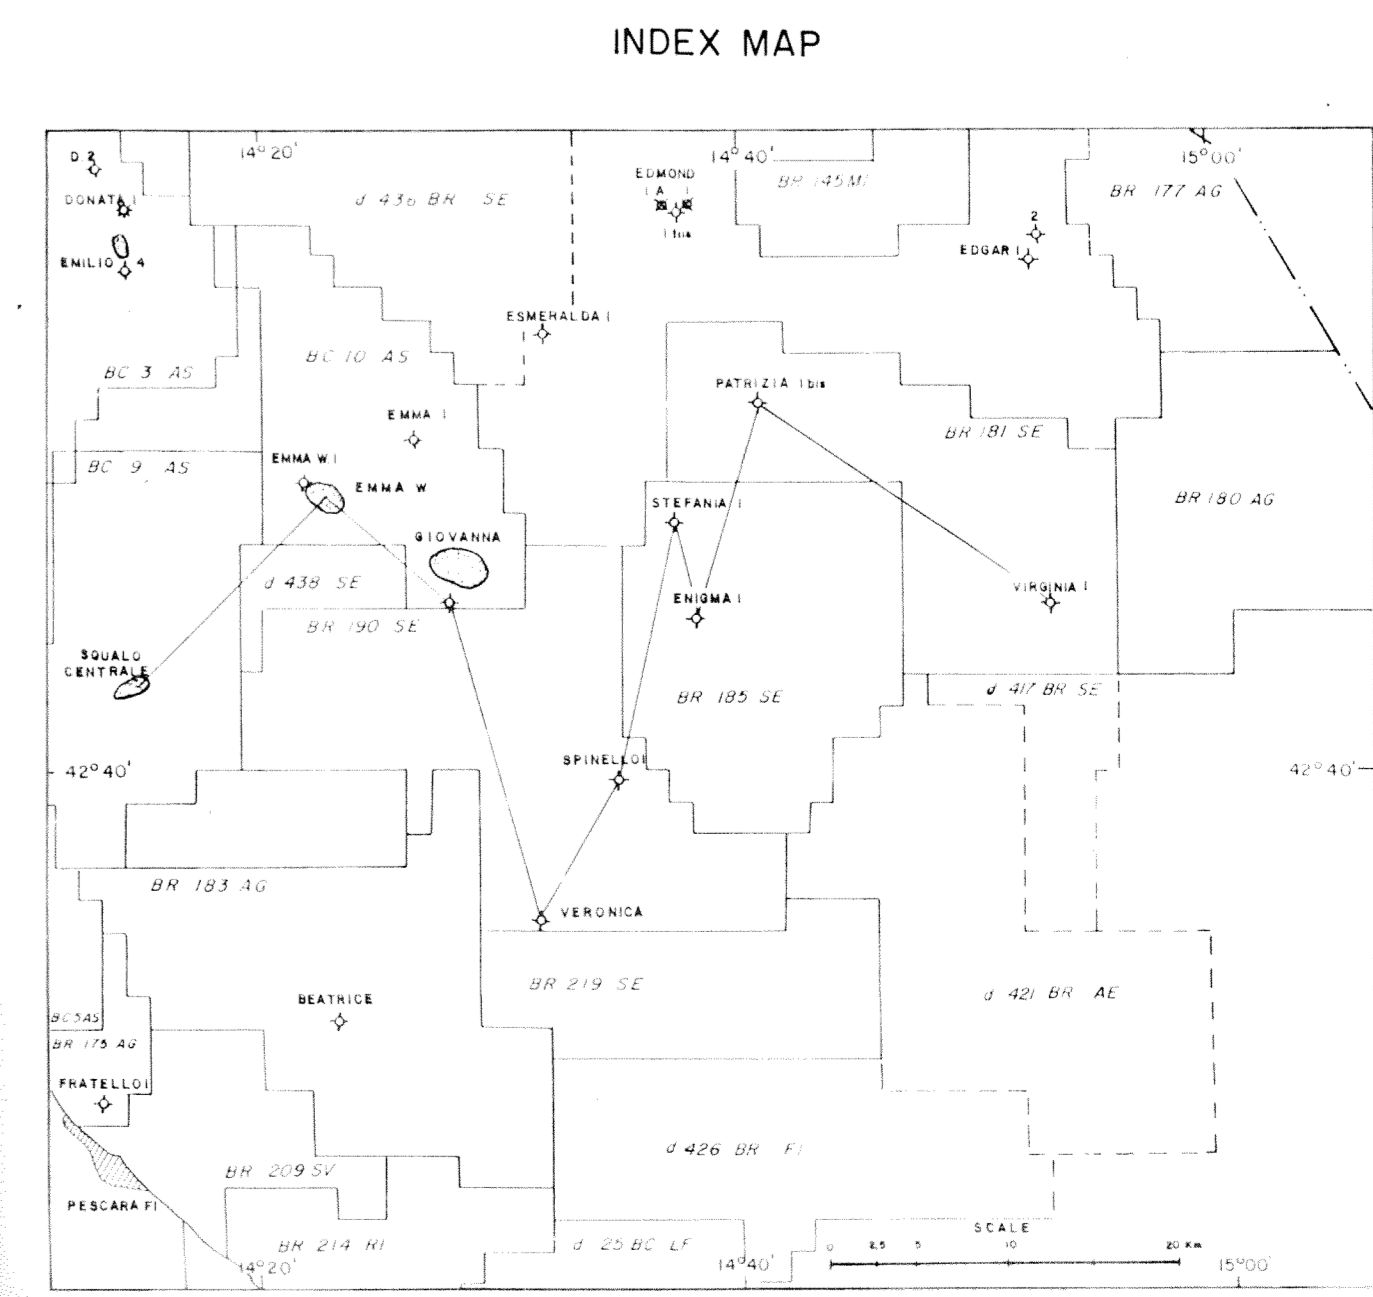 INDEX MAP
14°20'
14°40'
15°00'
D. 2
DONATA 1
EMILIO 4
d 436 BR SE
EDMOND
1 A 1
BR 145 MI
BR 177 AG
2
EDGAR 1
ESMERALDA 1
BC 3 AS
BC 10 AS
PATRIZIA 1 bis
EMMA 1
BR 181 SE
BC 9 AS
EMMA W. 1
EMMA W
BR 180 AG
STEFANIA 1
GIOVANNA
d 438 SE
VIRGINIA 1
ENIGMA 1
BR 190 SE
SQUALO
CENTRALE
BR 185 SE
d 417 BR SE
SPINELLO 1
42°40'
42°40'
BR 183 AG
VERONICA
BR 219 SE
d 421 BR AE
BEATRICE
BC 5 AS
BR 175 AG
FRATELLO 1
d 426 BR FI
BR 209 SV
PESCARA FI
SCALE
BR 214 RI
d 25 BC LF
0 2,5 5 10 20 Km
14°20'
14°40'
15°00'